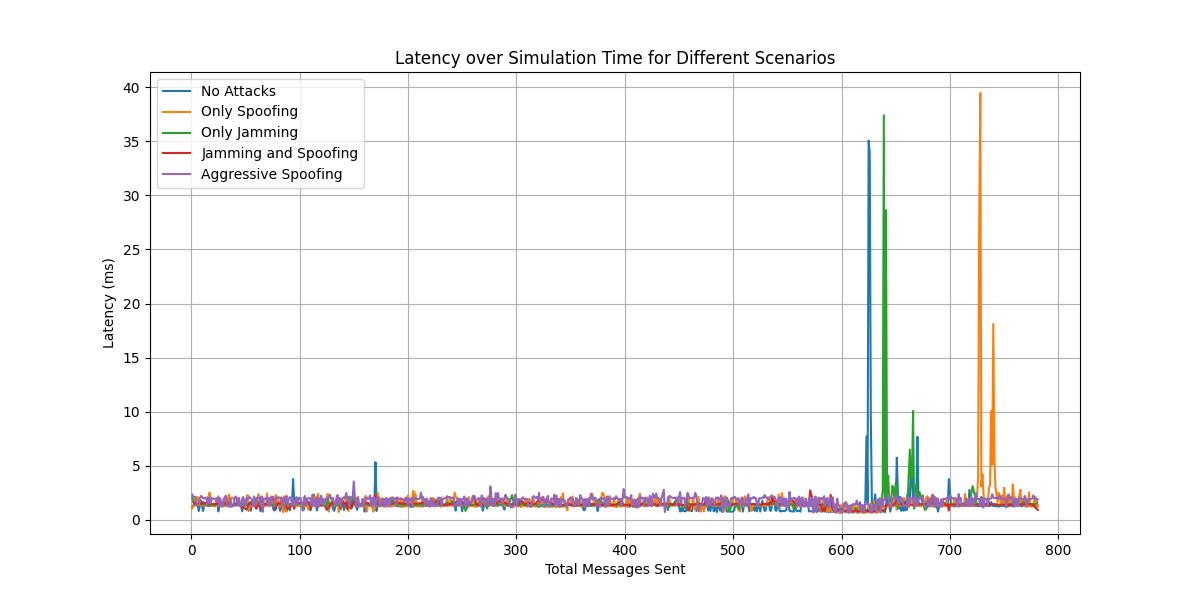 Latency over Simulation Time for Different Scenarios
40
35
30
25
20
15
10
5
0
Latency (ms)
No Attacks
Only Spoofing
Only Jamming
Jamming and Spoofing
Aggressive Spoofing
0 100 200 300 400 500 600 700 800
Total Messages Sent